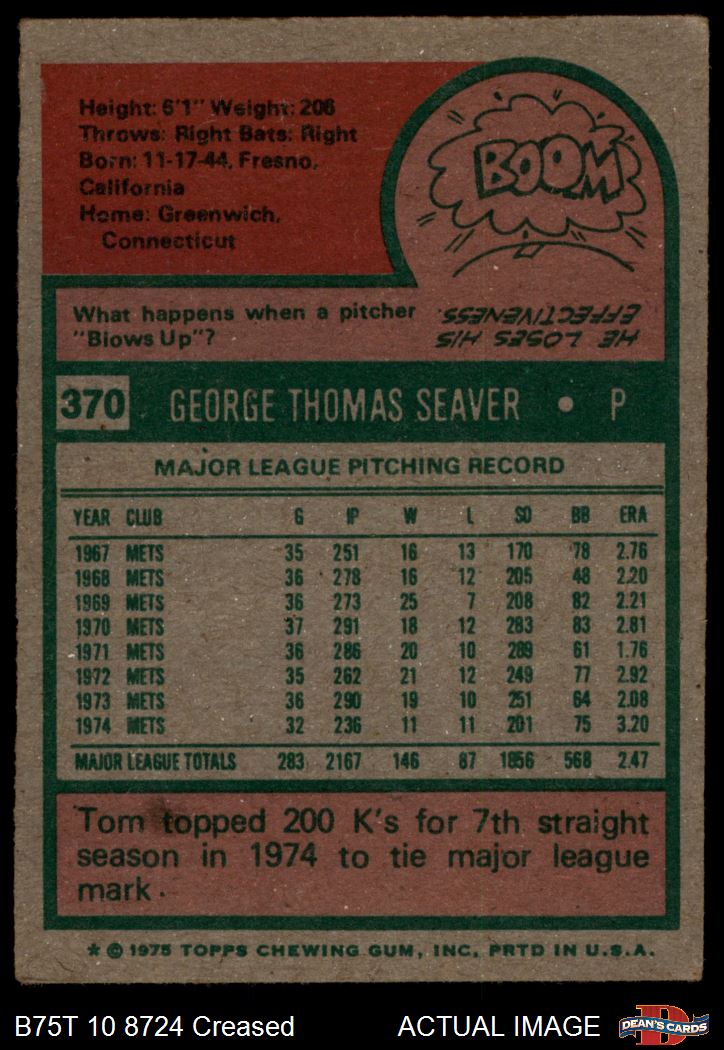 Height: 6'1" Weight: 206
Throws: Right Bats: Right
Born: 11-17-44, Fresno,
California
Home: Greenwich,
Connecticut
BOOM
What happens when a pitcher
"Blows Up"?
HE LOSES HIS
EFFECTIVENESS.
370 GEORGE THOMAS SEAVER • P
MAJOR LEAGUE PITCHING RECORD
YEAR CLUB G IP W L SO BB ERA
1967 METS 35 251 16 13 170 78 2.76
1968 METS 36 278 16 12 205 48 2.20
1969 METS 36 273 25 7 208 82 2.21
1970 METS 37 291 18 12 283 83 2.81
1971 METS 36 286 20 10 289 61 1.76
1972 METS 35 262 21 12 249 77 2.92
1973 METS 36 290 19 10 251 64 2.08
1974 METS 32 236 11 11 201 75 3.20
MAJOR LEAGUE TOTALS 283 2167 146 87 1856 568 2.47
Tom topped 200 K's for 7th straight
season in 1974 to tie major league
mark.
* © 1975 TOPPS CHEWING GUM, INC. PRTD IN U.S.A.
B75T 10 8724 Creased ACTUAL IMAGE
D
DEAN'S CARDS